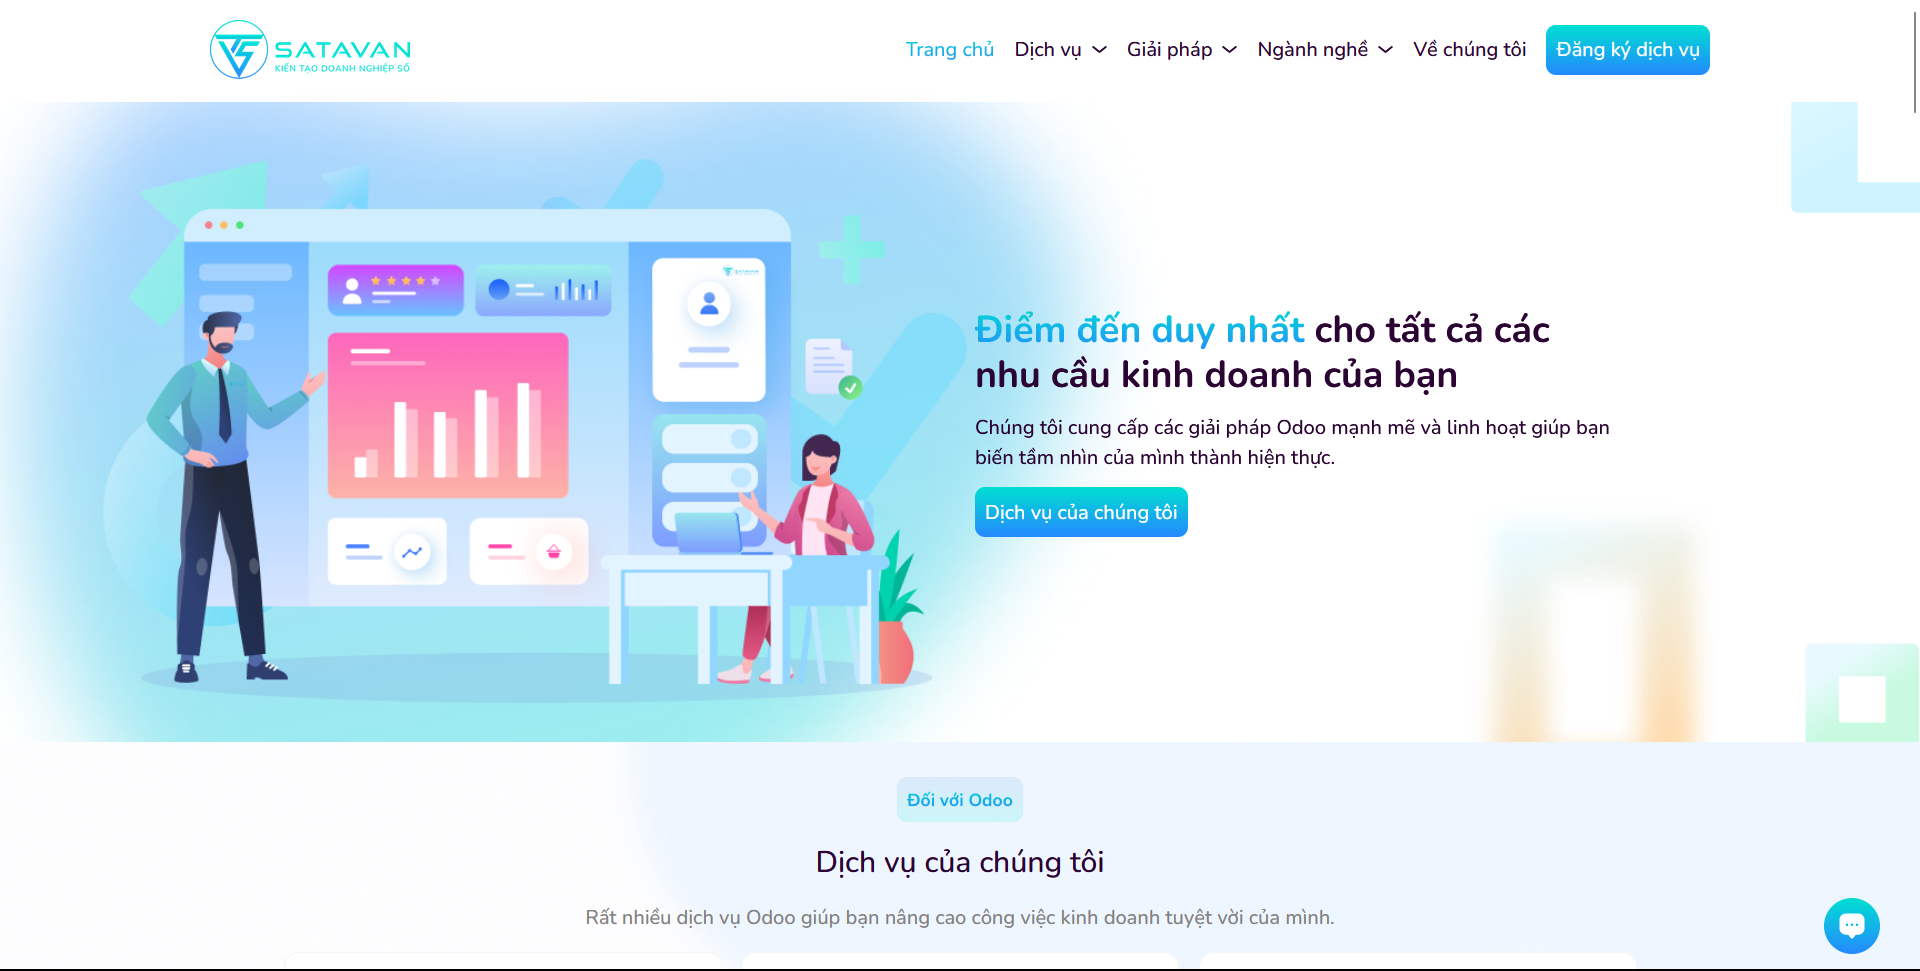 SATAVAN
KIẾN TẠO DOANH NGHIỆP SỐ
Trang chủ
Dịch vụ
Giải pháp
Ngành nghề
Về chúng tôi
Đăng ký dịch vụ
SATAVAN
Điểm đến duy nhất cho tất cả các
nhu cầu kinh doanh của bạn
Chúng tôi cung cấp các giải pháp Odoo mạnh mẽ và linh hoạt giúp bạn
biến tầm nhìn của mình thành hiện thực.
Dịch vụ của chúng tôi
Đối với Odoo
Dịch vụ của chúng tôi
Rất nhiều dịch vụ Odoo giúp bạn nâng cao công việc kinh doanh tuyệt vời của mình.